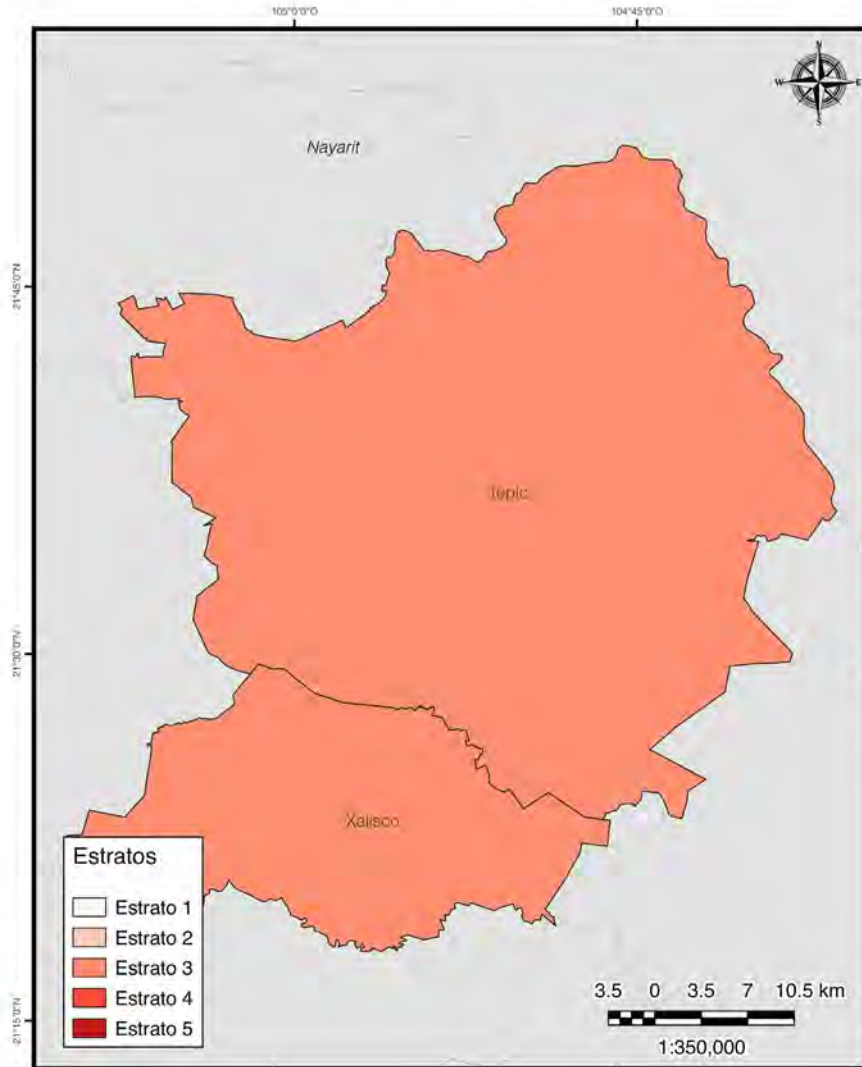 105°0'0"O
104°45'0"O
N
W
E
S
Nayarit
21°45'0"N
Tepic
21°30'0"N
Xalisco
Estratos
Estrato 1
Estrato 2
Estrato 3
Estrato 4
Estrato 5
3.5 0 3.5 7 10.5 km
1:350,000
21°15'0"N